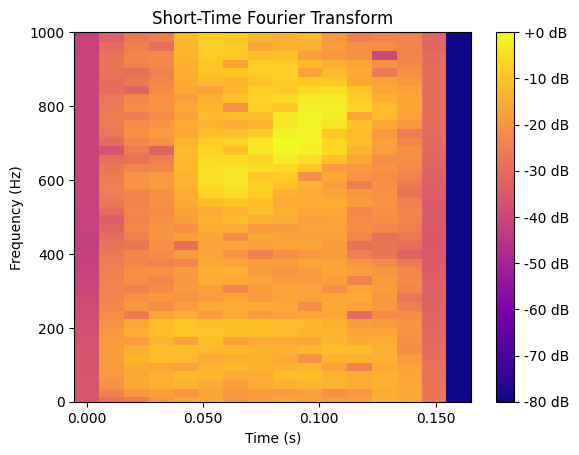 Short-Time Fourier Transform
1000
800
600
400
200
0
Frequency (Hz)
0.000
0.050
0.100
0.150
Time (s)
+0 dB
-10 dB
-20 dB
-30 dB
-40 dB
-50 dB
-60 dB
-70 dB
-80 dB